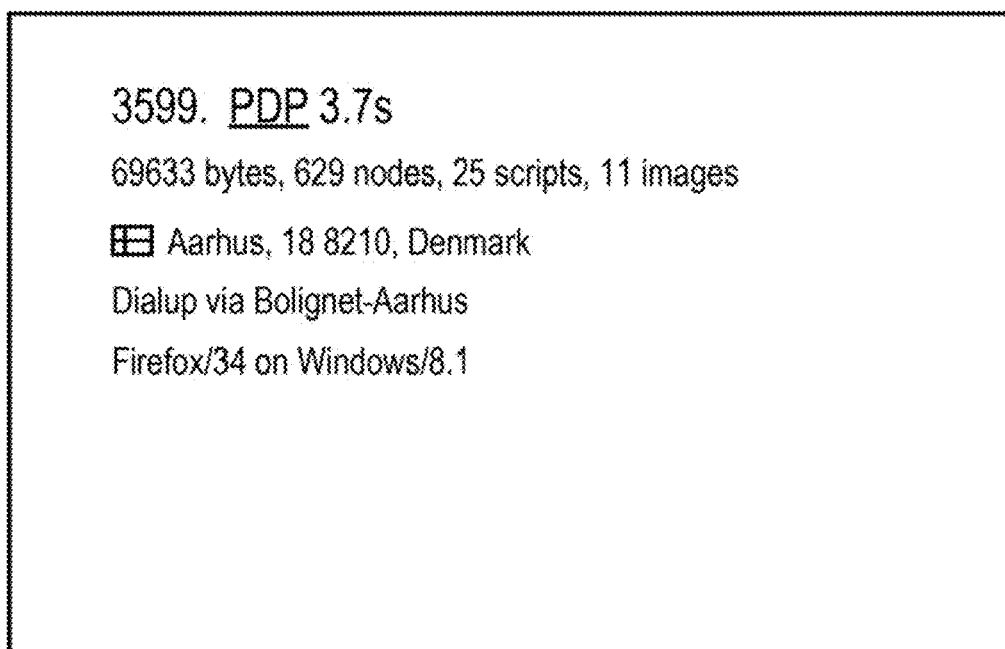 3599. PDP 3.7s
69633 bytes, 629 nodes, 25 scripts, 11 images
Aarhus, 18 8210, Denmark
Dialup via Bolignet-Aarhus
Firefox/34 on Windows/8.1